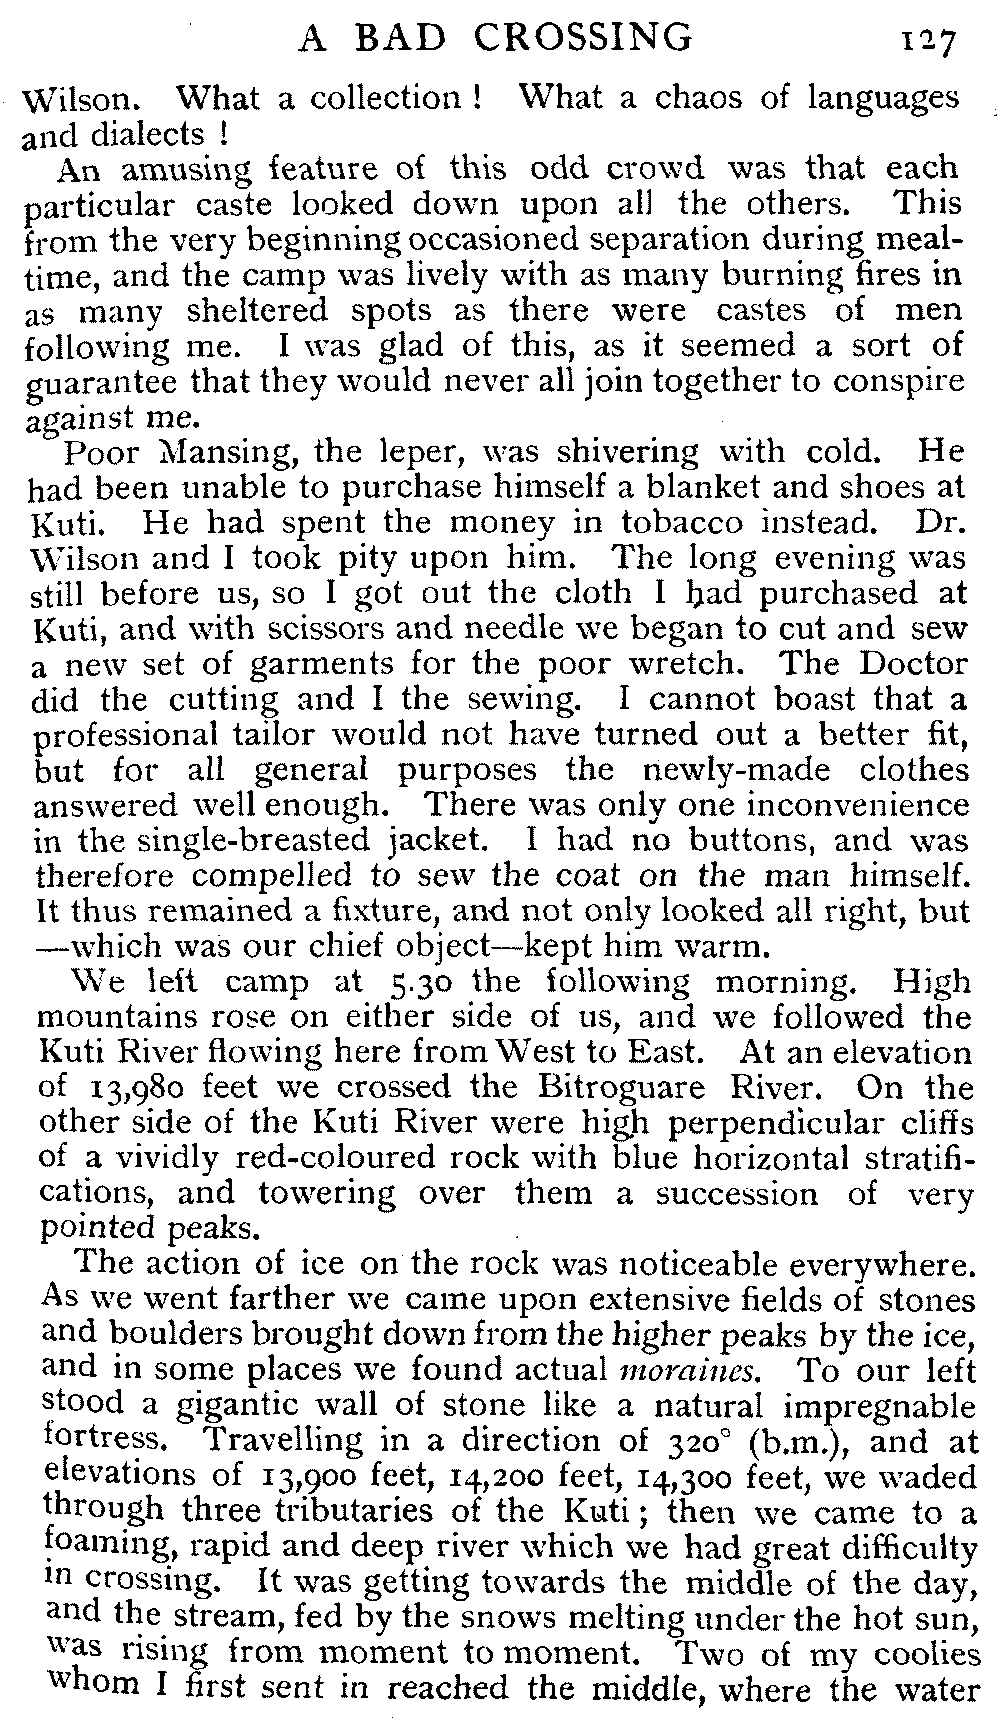 A BAD CROSSING 127
Wilson. What a collection ! What a chaos of languages
and dialects !
An amusing feature of this odd crowd was that each
particular caste looked down upon all the others. This
from the very beginning occasioned separation during meal-
time, and the camp was lively with as many burning fires in
as many sheltered spots as there were castes of men
following me. I was glad of this, as it seemed a sort of
guarantee that they would never all join together to conspire
against me.
Poor Mansing, the leper, was shivering with cold. He
had been unable to purchase himself a blanket and shoes at
Kuti. He had spent the money in tobacco instead. Dr.
Wilson and I took pity upon him. The long evening was
still before us, so I got out the cloth I had purchased at
Kuti, and with scissors and needle we began to cut and sew
a new set of garments for the poor wretch. The Doctor
did the cutting and I the sewing. I cannot boast that a
professional tailor would not have turned out a better fit,
but for all general purposes the newly-made clothes
answered well enough. There was only one inconvenience
in the single-breasted jacket. I had no buttons, and was
therefore compelled to sew the coat on the man himself.
It thus remained a fixture, and not only looked all right, but
—which was our chief object—kept him warm.
We left camp at 5.30 the following morning. High
mountains rose on either side of us, and we followed the
Kuti River flowing here from West to East. At an elevation
of 13,980 feet we crossed the Bitroguare River. On the
other side of the Kuti River were high perpendicular cliffs
of a vividly red-coloured rock with blue horizontal stratifi-
cations, and towering over them a succession of very
pointed peaks.
The action of ice on the rock was noticeable everywhere.
As we went farther we came upon extensive fields of stones
and boulders brought down from the higher peaks by the ice,
and in some places we found actual moraines. To our left
stood a gigantic wall of stone like a natural impregnable
fortress. Travelling in a direction of 320° (b.m.), and at
elevations of 13,900 feet, 14,200 feet, 14,300 feet, we waded
through three tributaries of the Kuti ; then we came to a
foaming, rapid and deep river which we had great difficulty
in crossing. It was getting towards the middle of the day,
and the stream, fed by the snows melting under the hot sun,
was rising from moment to moment. Two of my coolies
whom I first sent in reached the middle, where the water